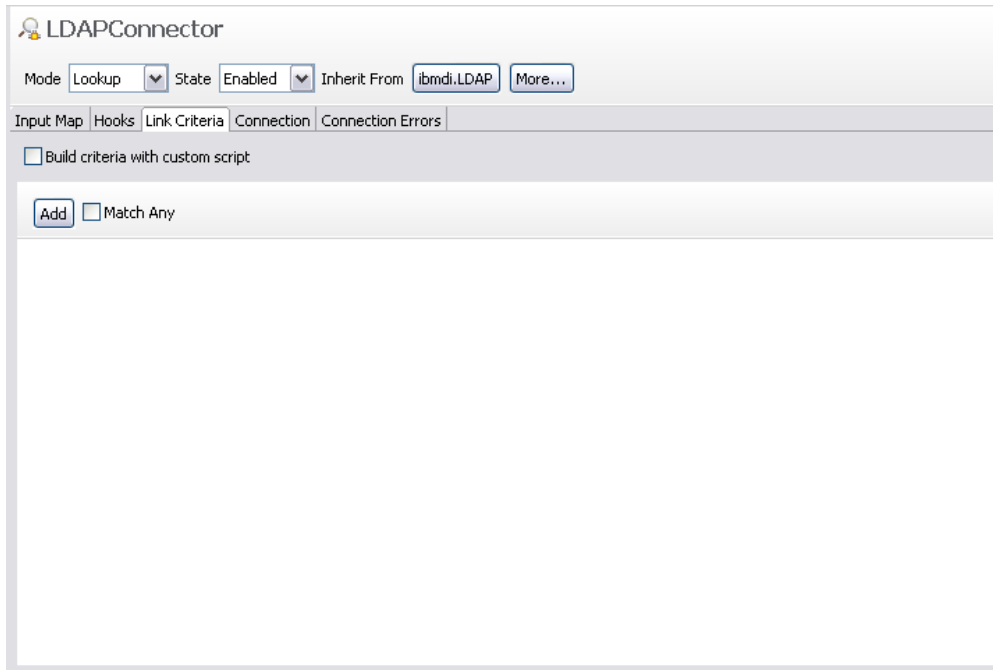 LDAPConnector
Mode Lookup State Enabled Inherit From ibmdi.LDAP More...
Input Map Hooks Link Criteria Connection Connection Errors
Build criteria with custom script
Add Match Any